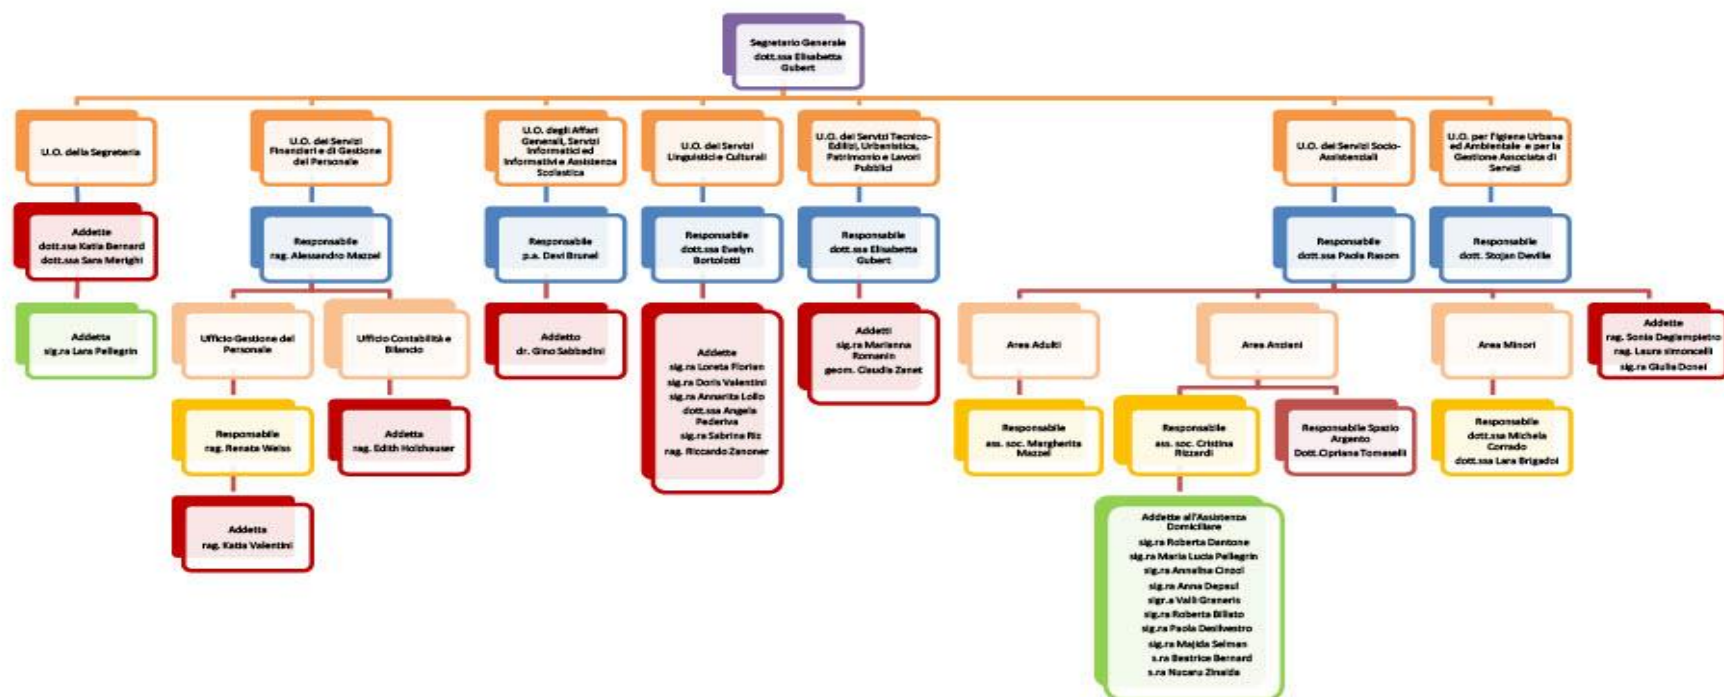 Segretario Generale
dott.ssa Elisabetta
Gubert
U.O. della Segreteria
U.O. dei Servizi
Finanziari e di Gestione
del Personale
U.O. degli Affari
Generali, Servizi
Informatici ed
Informativi e Assistenza
Scolastica
U.O. dei Servizi
Linguistici e Culturali
U.O. dei Servizi Tecnico-
Edilizi, Urbanistica,
Patrimonio e Lavori
Pubblici
U.O. dei Servizi Socio-
Assistenziali
U.O. per l'Igiene Urbana
ed Ambientale e per la
Gestione Associata di
Servizi
Addette
dott.ssa Katia Bernard
dott.ssa Sara Merighi
Responsabile
rag. Alessandro Mazzel
Responsabile
p.a. Devi Brunel
Responsabile
dott.ssa Evelyn
Bortolotti
Responsabile
dott.ssa Elisabetta
Gubert
Responsabile
dott.ssa Paola Rasom
Responsabile
dott. Stojan Deville
Addetta
sig.ra Lara Pellegrin
Ufficio Gestione del
Personale
Ufficio Contabilità e
Bilancio
Addetto
dr. Gino Sabbadini
Addette
sig.ra Loreta Florian
sig.ra Doris Valentini
sig.ra Annarita Lollo
dott.ssa Angela
Pederiva
sig.ra Sabrina Riz
rag. Riccardo Zanoner
Addetti
sig.ra Marianna
Romanin
geom. Claudia Zanet
Area Adulti
Area Anziani
Area Minori
Addette
rag. Sonia Degiampietro
rag. Laura simoncelli
sig.ra Giulia Donei
Responsabile
rag. Renata Weiss
Addetta
rag. Edith Holzhauser
Responsabile
ass. soc. Margherita
Mazzel
Responsabile
ass. soc. Cristina
Rizzardi
Responsabile Spazio
Argento
Dott.Cipriana Tomaselli
Responsabile
dott.ssa Michela
Corrado
dott.ssa Lara Brigadoi
Addetta
rag. Katia Valentini
Addette all'Assistenza
Domiciliare
sig.ra Roberta Dantone
sig.ra Maria Lucia Pellegrin
sig.ra Annalisa Cincel
sig.ra Anna Depaul
sigr.a Valli Graneris
sig.ra Roberta Billato
sig.ra Paola Desilvestro
sig.ra Majida Selman
s.ra Beatrice Bernard
s.ra Nucaru Zinaida